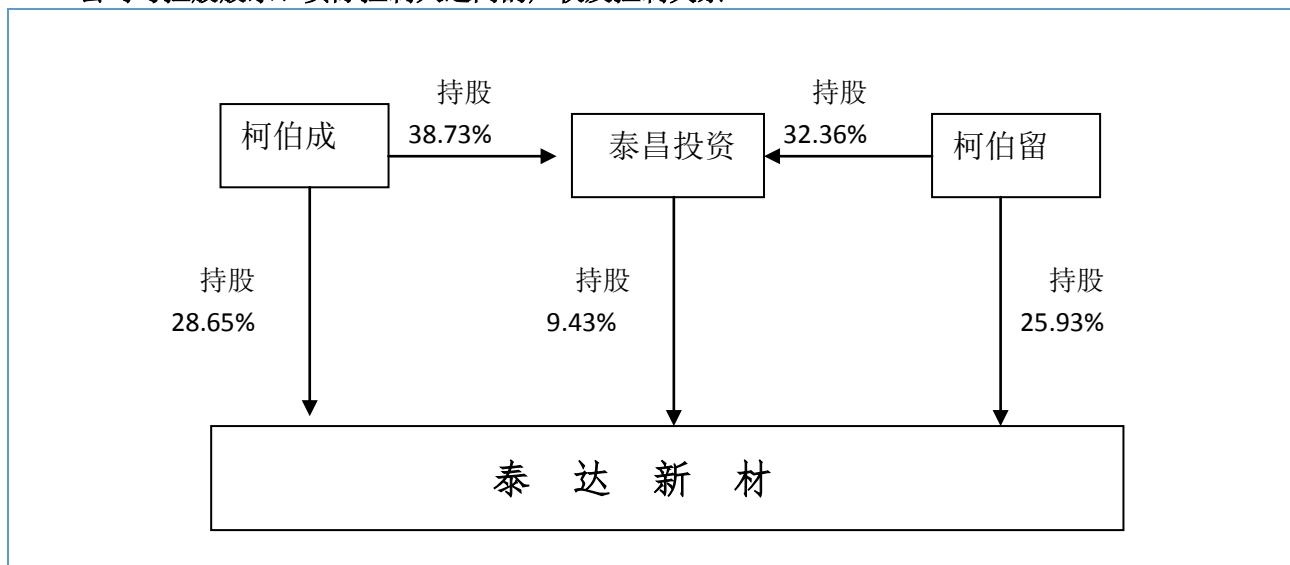 持股
持股
柯伯成
38.73%
泰昌投资
32.36%
柯伯留
持股
持股
持股
28.65%
9.43%
25.93%
泰 达 新 材